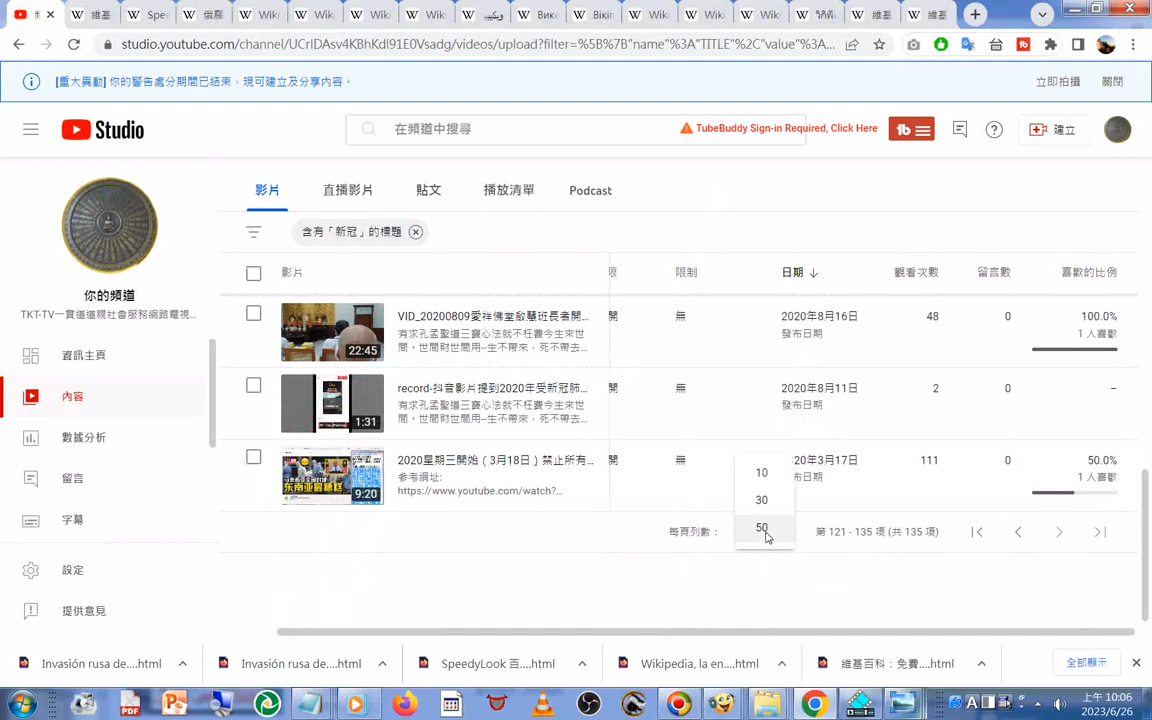 維基
Spee
俄羅
Wiki
Wiki
Wiki
Wiki
ويكيـ
Вики
Вікі
Wiki
Wiki
Wiki
วิกิพี
維基
維基
studio.youtube.com/channel/UCrIDAsv4KBhKdl91E0Vsadg/videos/upload?filter=%5B%7B"name"%3A"TITLE"%2C"value"%3A...
[重大異動] 你的警告處分期間已結束，現可建立及分享內容。
立即拍攝
關閉
Studio
在頻道中搜尋
TubeBuddy Sign-in Required, Click Here
tb
建立
影片
直播影片
貼文
播放清單
Podcast
含有「新冠」的標題
你的頻道
TKT-TV一貫道道親社會服務網路電視...
資訊主頁
內容
數據分析
留言
字幕
設定
提供意見
影片
限
限制
日期
觀看次數
留言數
喜歡的比例
22:45
VID_20200809愛祥佛堂啟慧班長者開...
有求孔孟聖道三寶心法就不枉費今生來世
間。世間財世間用--生不帶來，死不帶去...
開
無
2020年8月16日
發布日期
48
0
100.0%
1 人喜歡
1:31
record-抖音影片提到2020年受新冠肺...
有求孔孟聖道三寶心法就不枉費今生來世
間。世間財世間用--生不帶來，死不帶去...
開
無
2020年8月11日
發布日期
2
0
–
9:20
2020星期三開始（3月18日）禁止所有...
參考網址:
https://www.youtube.com/watch?...
開
無
20年3月17日
布日期
111
0
50.0%
1 人喜歡
10
30
50
每頁列數：
第 121 - 135 項 (共 135 項)
Invasión rusa de....html
Invasión rusa de....html
SpeedyLook 百....html
Wikipedia, la en....html
維基百科：免費....html
全部顯示
上午 10:06
2023/6/26